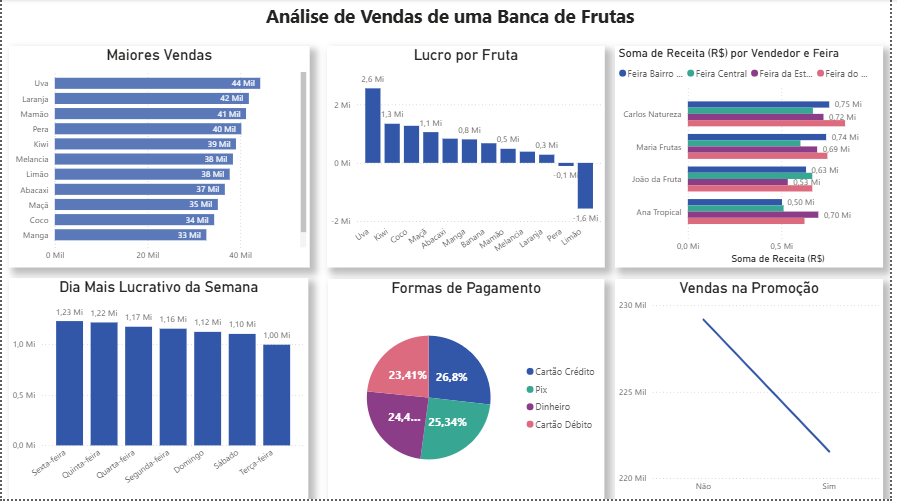 Análise de Vendas de uma Banca de Frutas
Maiores Vendas
Uva 44 Mil
Laranja 42 Mil
Mamão 41 Mil
Pera 40 Mil
Kiwi 39 Mil
Melancia 38 Mil
Limão 38 Mil
Abacaxi 37 Mil
Maçã 35 Mil
Coco 34 Mil
Manga 33 Mil
0 Mil 20 Mil 40 Mil
Lucro por Fruta
2 Mi
0 Mi
-2 Mi
2,6 Mi 1,3 Mi 1,1 Mi 0,8 Mi 0,5 Mi 0,3 Mi -0,1 Mi -1,6 Mi
Uva Kiwi Coco Maçã Abacaxi Manga Banana Mamão Melancia Laranja Pera Limão
Soma de Receita (R$) por Vendedor e Feira
Feira Bairro ... Feira Central Feira da Est... Feira do ...
Carlos Natureza 0,75 Mi 0,72 Mi
Maria Frutas 0,74 Mi 0,69 Mi
João da Fruta 0,63 Mi 0,53 Mi
Ana Tropical 0,50 Mi 0,70 Mi
0,0 Mi 0,5 Mi
Soma de Receita (R$)
Dia Mais Lucrativo da Semana
1,0 Mi
0,5 Mi
0,0 Mi
1,23 Mi 1,22 Mi 1,17 Mi 1,16 Mi 1,12 Mi 1,10 Mi 1,00 Mi
Sexta-feira Quinta-feira Quarta-feira Segunda-feira Domingo Sábado Terça-feira
Formas de Pagamento
23,41% 26,8%
24,4... 25,34%
Cartão Crédito
Pix
Dinheiro
Cartão Débito
Vendas na Promoção
230 Mil
225 Mil
220 Mil
Não Sim